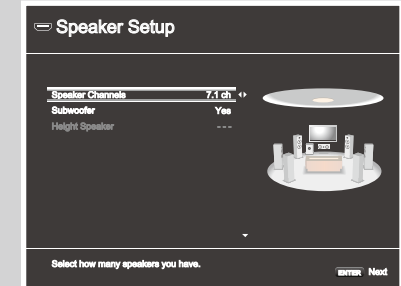 Speaker Setup
Speaker Channels 7.1 ch
Subwoofer Yes
Height Speaker ---
Select how many speakers you have.
ENTER Next